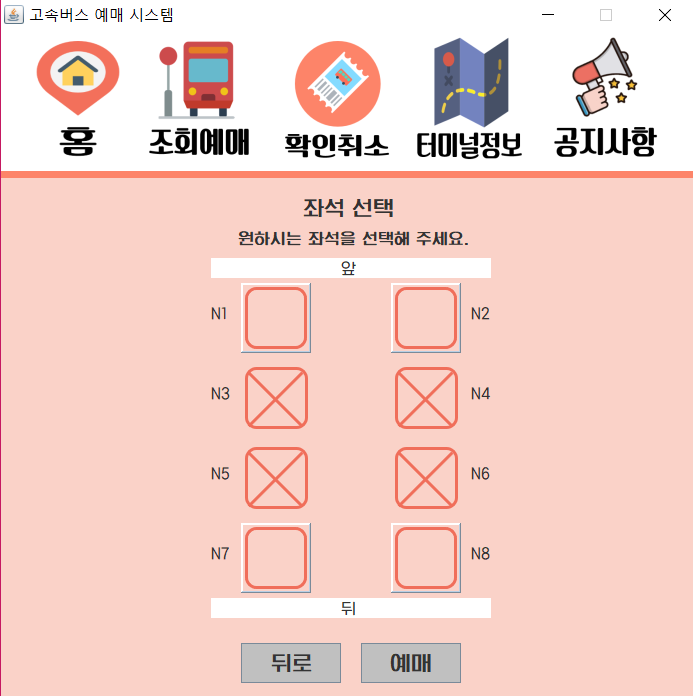 고속버스 예매 시스템
홈 조회예매 확인취소 터미널정보 공지사항
좌석 선택
원하시는 좌석을 선택해 주세요.
앞
N1 N2
N3 N4
N5 N6
N7 N8
뒤
뒤로 예매